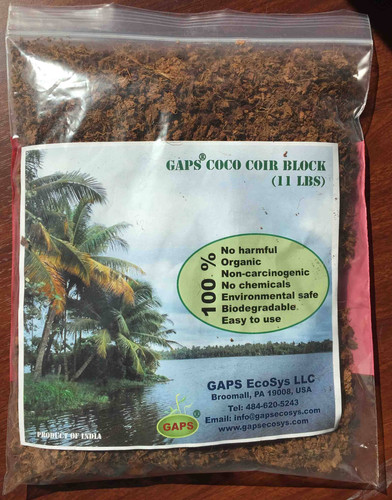 GAPS® COCO COIR BLOCK
(11 LBS)
100 %
No harmful
Organic
Non-carcinogenic
No chemicals
Environmental safe
Biodegradable
Easy to use
GAPS EcoSys LLC
Broomall, PA 19008, USA
Tel: 484-620-5243
Email: info@gapsecosys.com
www.gapsecosys.com
GAPS®
PRODUCT OF INDIA